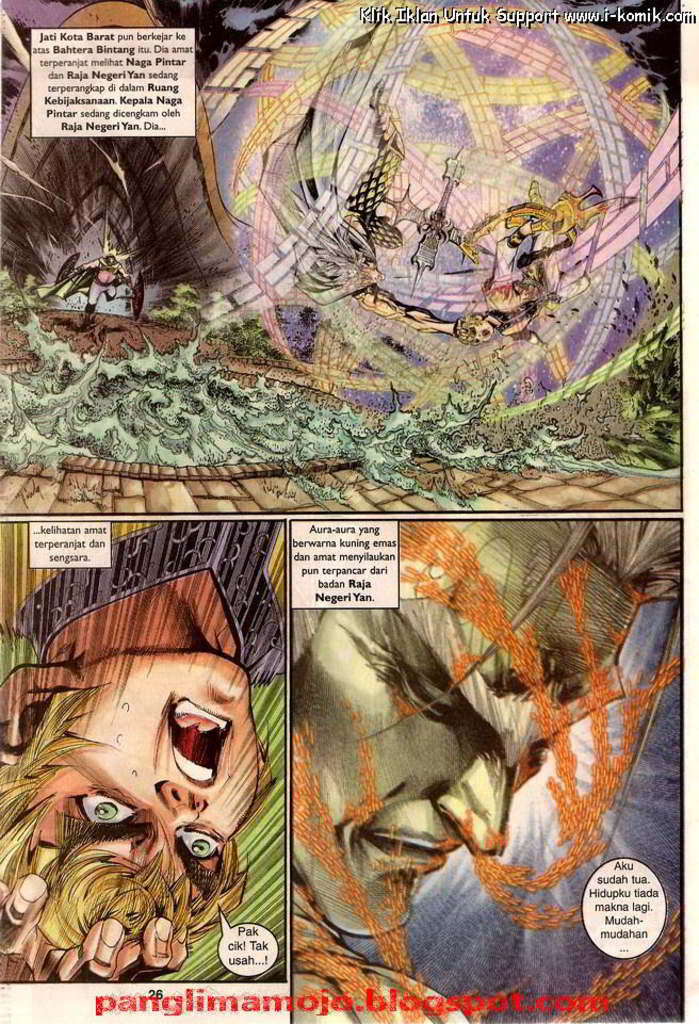 Klik Iklan Untuk Support www.i-komik.com
Jati Kota Barat pun berkejar ke
atas Bahtera Bintang itu. Dia amat
terperanjat melihat Naga Pintar
dan Raja Negeri Yan sedang
terperangkap di dalam Ruang
Kebijaksanaan. Kepala Naga
Pintar sedang dicengkam oleh
Raja Negeri Yan. Dia...
...kelihatan amat
terperanjat dan
sengsara.
Pak
cik! Tak
usah...!
Aura-aura yang
berwarna kuning emas
dan amat menyilaukan
pun terpancar dari
badan Raja
Negeri Yan.
Aku
sudah tua.
Hidupku tiada
makna lagi.
Mudah-
mudahan
...
26
panglimamojo.blogspot.com